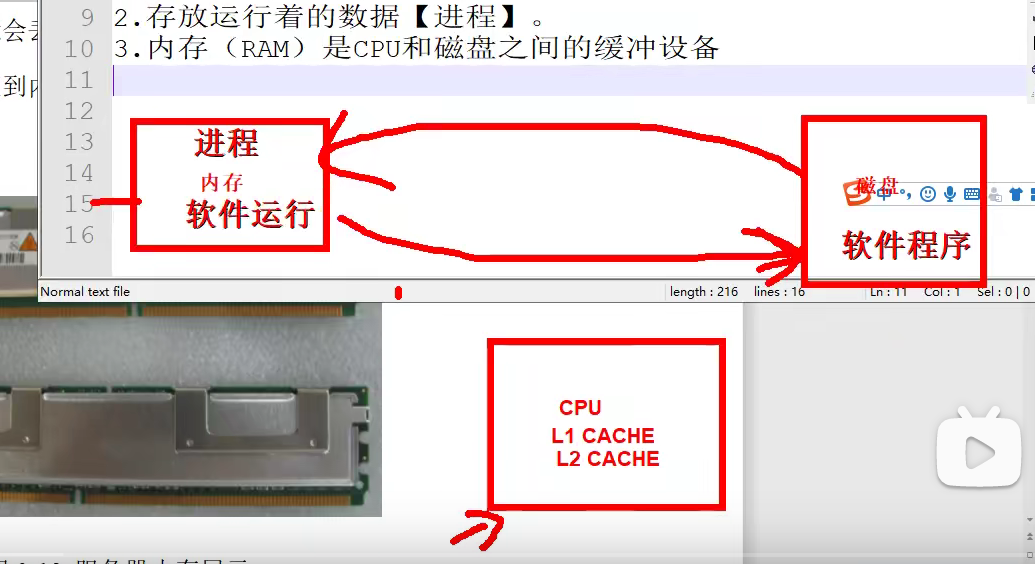 会
9 2.存放运行着的数据【进程】。
10 3.内存（RAM）是CPU和磁盘之间的缓冲设备
到
11
12
13
14
15
16
进程
内存
软件运行
磁盘
中
软件程序
Normal text file
length : 216 lines : 16
Ln : 11 Col : 1 Sel : 0 | 0
CPU
L1 CACHE
L2 CACHE